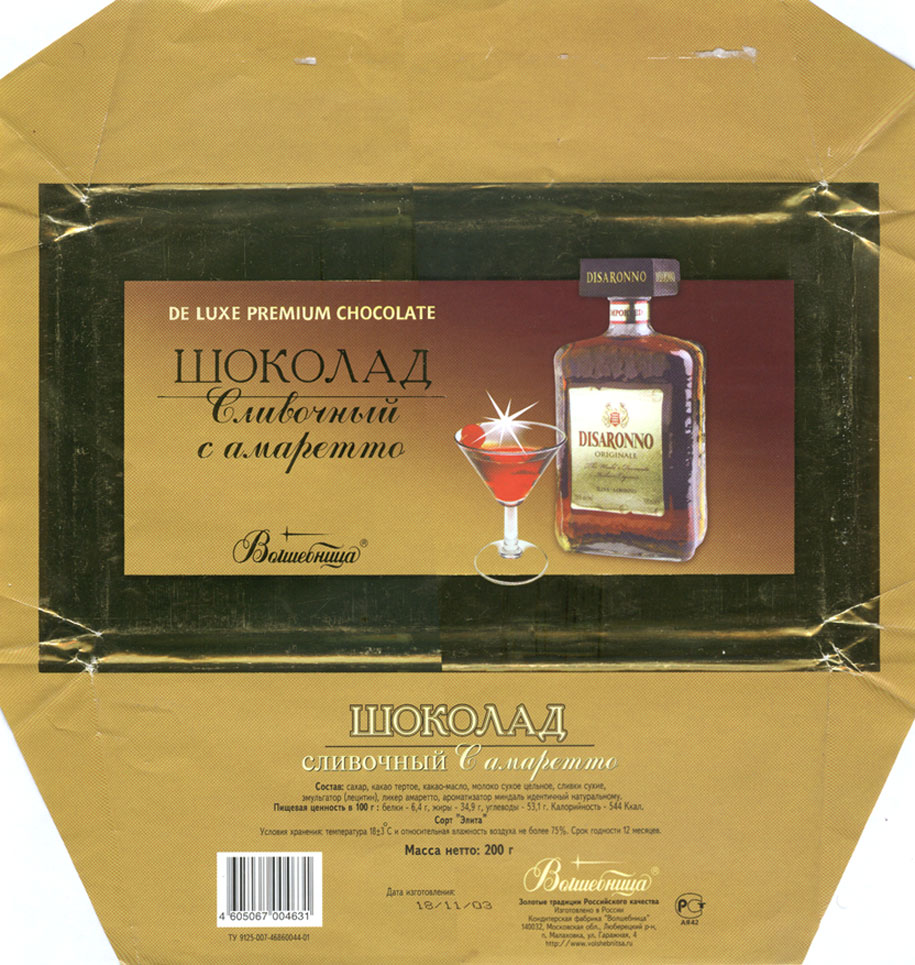 DE LUXE PREMIUM CHOCOLATE
ШОКОЛАД
Сливочный
с амаретто
Волшебница®
DISARONNO
IMPORTED
DISARONNO
ORIGINALE
ШОКОЛАД
СЛИВОЧНЫЙ С амаретто
Состав: сахар, какао тертое, какао-масло, молоко сухое цельное, сливки сухие,
эмульгатор (лецитин), ликер амаретто, ароматизатор миндаль идентичный натуральному.
Пищевая ценность в 100 г : белки - 6,4 г, жиры - 34,9 г, углеводы - 53,1 г. Калорийность - 544 Ккал.
Сорт "Элита"
Условия хранения: температура 18±3°С и относительная влажность воздуха не более 75%. Срок годности 12 месяцев.
Масса нетто: 200 г
4 605067 004631
ТУ 9125-007-46860044-01
Дата изготовления:
18/11/03
Волшебница®
Золотые традиции Российского качества
Изготовлено в России
Кондитерская фабрика "Волшебница"
140032, Московская обл., Люберецкий р-н,
п. Малаховка, ул. Гаражная, 4
http://www.volshebnitsa.ru
РСТ
АЯ42